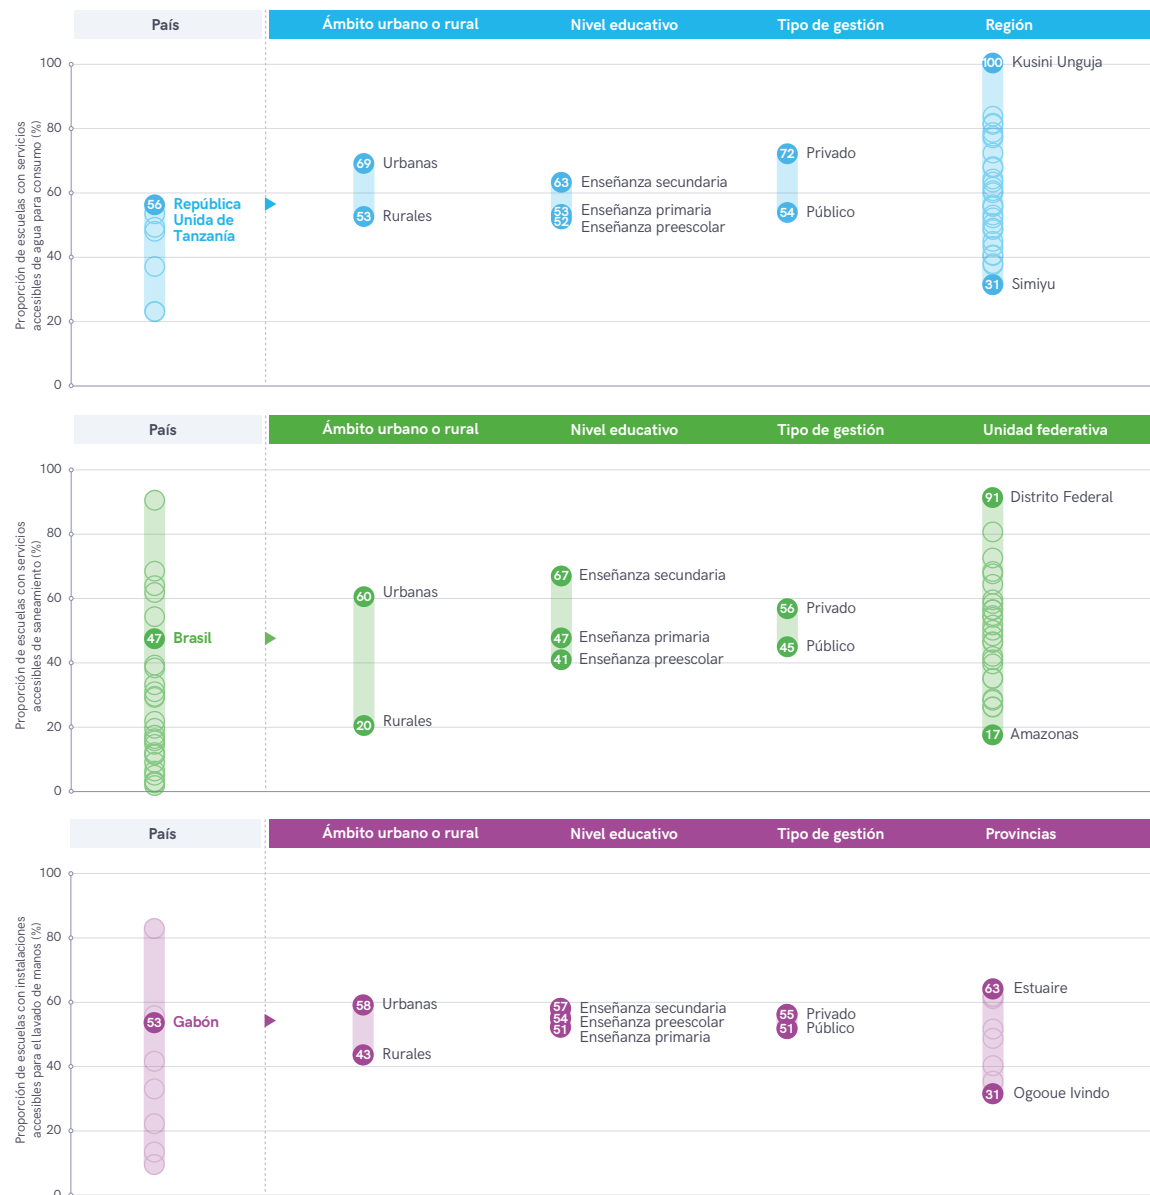 País
Ámbito urbano o rural
Nivel educativo
Tipo de gestión
Región
Proporción de escuelas con servicios
accesibles de agua para consumo (%)
100
80
60
40
20
0
56
República
Unida de
Tanzanía
69
Urbanas
53
Rurales
63
Enseñanza secundaria
53
Enseñanza primaria
52
Enseñanza preescolar
72
Privado
54
Público
100
Kusini Unguja
31
Simiyu
País
Ámbito urbano o rural
Nivel educativo
Tipo de gestión
Unidad federativa
Proporción de escuelas con servicios
accesibles de saneamiento (%)
100
80
60
40
20
0
47
Brasil
60
Urbanas
20
Rurales
67
Enseñanza secundaria
47
Enseñanza primaria
41
Enseñanza preescolar
56
Privado
45
Público
91
Distrito Federal
17
Amazonas
País
Ámbito urbano o rural
Nivel educativo
Tipo de gestión
Provincias
Proporción de escuelas con instalaciones
accesibles para el lavado de manos (%)
100
80
60
40
20
0
53
Gabón
58
Urbanas
43
Rurales
57
Enseñanza secundaria
54
Enseñanza preescolar
51
Enseñanza primaria
55
Privado
51
Público
63
Estuaire
31
Ogooue Ivindo